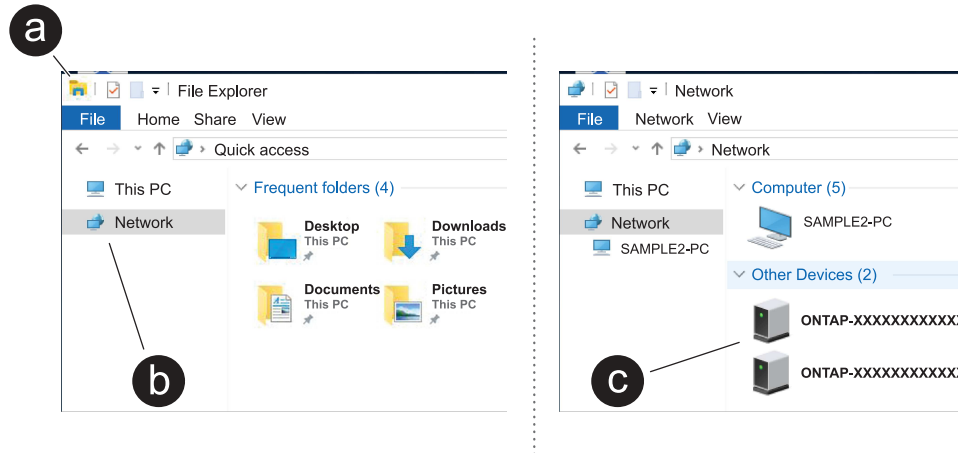 a
File Explorer
File Home Share View
Quick access
This PC
Network
Frequent folders (4)
Desktop
This PC
Downloads
This PC
Documents
This PC
Pictures
This PC
b
Network
File Network View
Network
This PC
Network
SAMPLE2-PC
Computer (5)
SAMPLE2-PC
Other Devices (2)
ONTAP-XXXXXXXXXXXX
ONTAP-XXXXXXXXXXXX
c